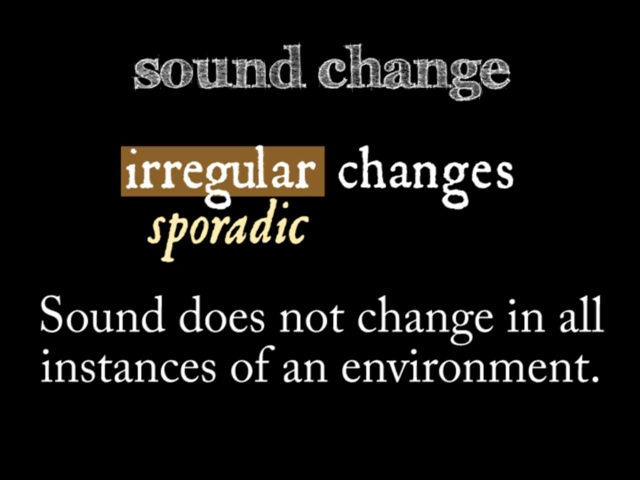 sound change
irregular changes
sporadic
Sound does not change in all
instances of an environment.